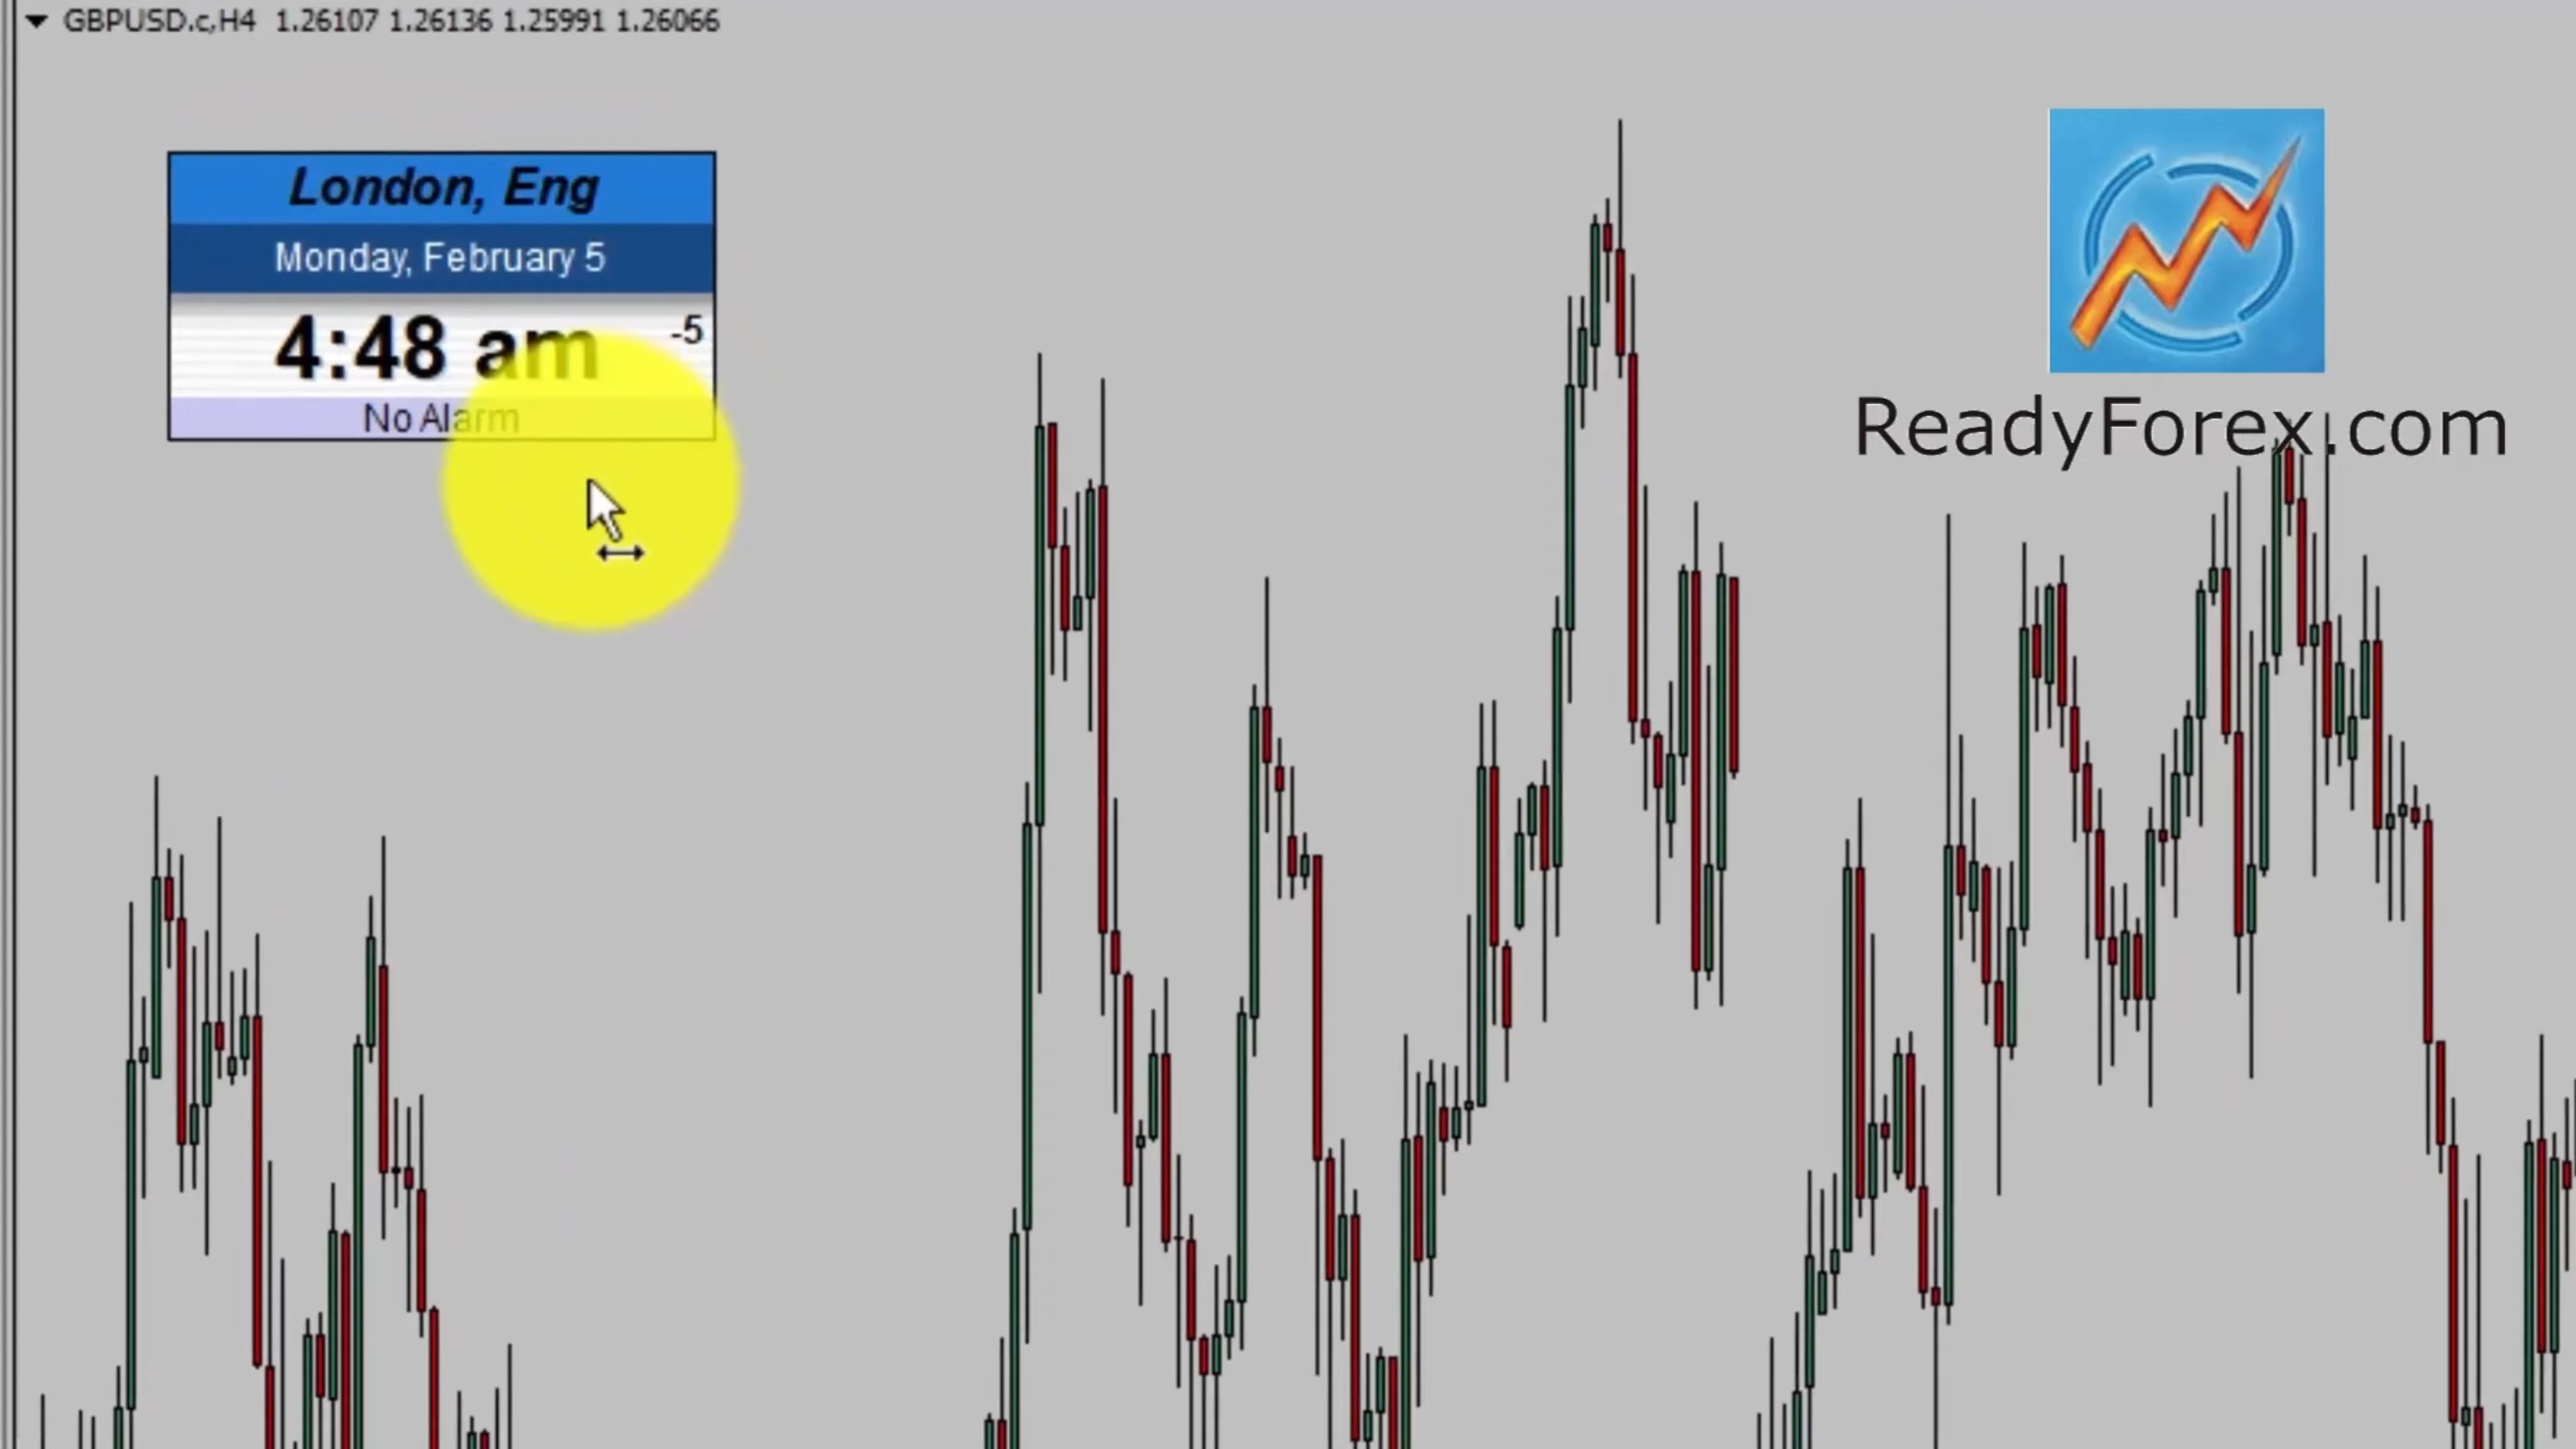 GBPUSD.c,H4 1.26107 1.26136 1.25991 1.26066
London, Eng
Monday, February 5
4:48 am
-5
No Alarm
ReadyForex.com